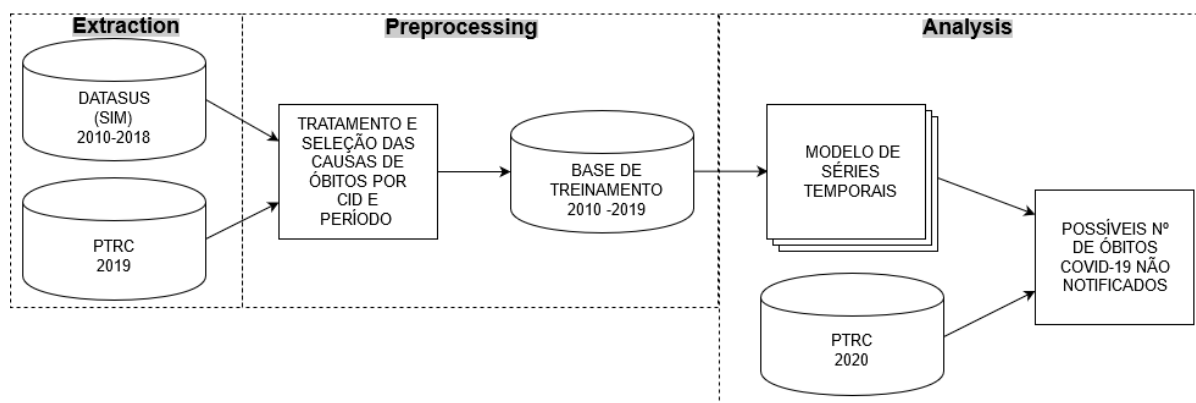 Extraction
Preprocessing
Analysis
DATASUS
(SIM)
2010-2018
PTRC
2019
TRATAMENTO E
SELEÇÃO DAS
CAUSAS DE
ÓBITOS POR
CID E
PERÍODO
BASE DE
TREINAMENTO
2010 -2019
MODELO DE
SÉRIES
TEMPORAIS
PTRC
2020
POSSÍVEIS Nº
DE ÓBITOS
COVID-19 NÃO
NOTIFICADOS